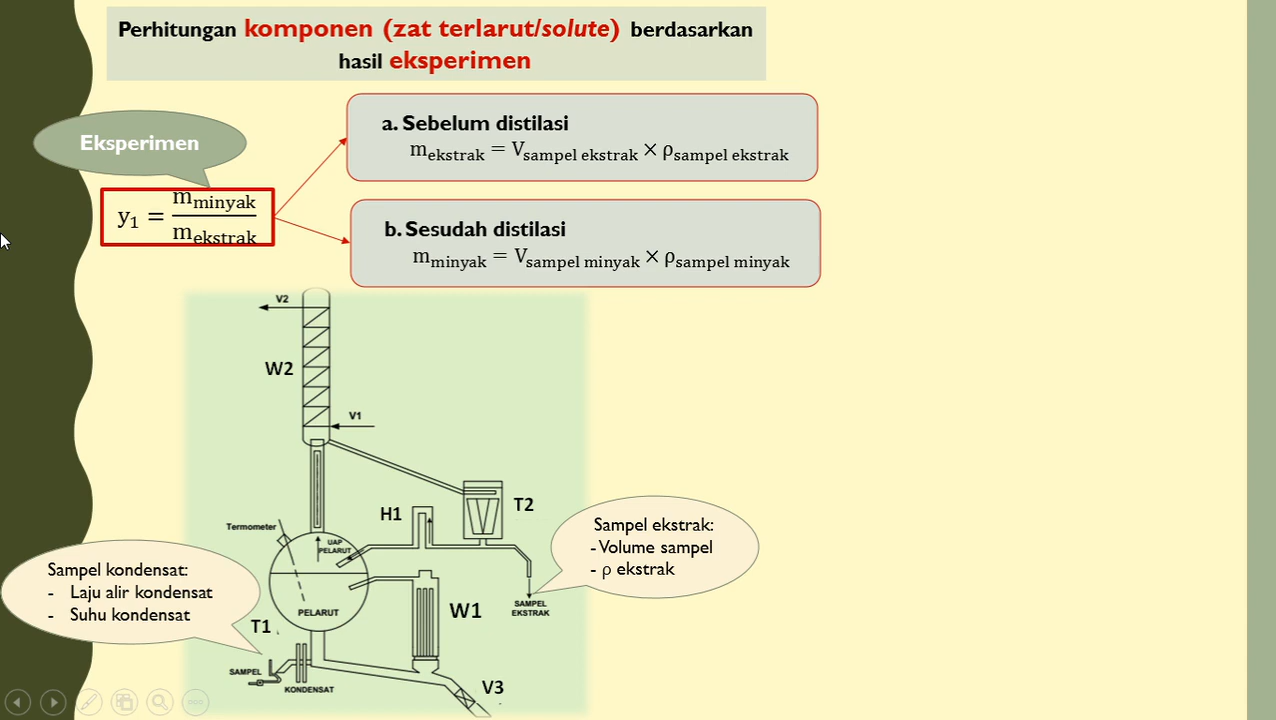 Perhitungan komponen (zat terlarut/solute) berdasarkan
hasil eksperimen
Eksperimen
y₁ = m_minyak / m_ekstrak
a. Sebelum distilasi
m_ekstrak = V_sampel ekstrak × ρ_sampel ekstrak
b. Sesudah distilasi
m_minyak = V_sampel minyak × ρ_sampel minyak
V2
W2
V1
T2
H1
Termometer
UAP
PELARUT
Sampel ekstrak:
- Volume sampel
- ρ ekstrak
Sampel kondensat:
- Laju alir kondensat
- Suhu kondensat
PELARUT
W1
SAMPEL
EKSTRAK
T1
SAMPEL
KONDENSAT
V3